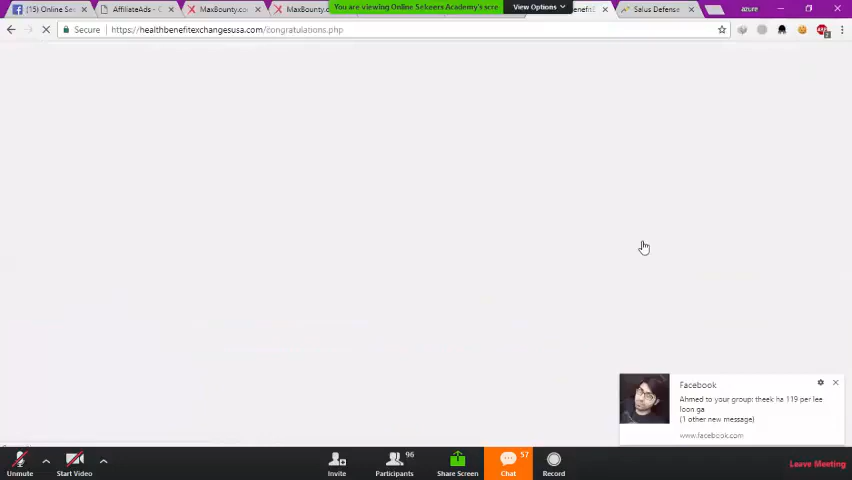 (15) Online Se
AffiliateAds - C
MaxBounty.co
MaxBounty.c
You are viewing Online Sekeers Academy's scre
View Options
Salus Defense
azure
Secure
https://healthbenefitexchangesusa.com/congratulations.php
Facebook
Ahmed to your group: theek ha 119 per lee
loon ga
(1 other new message)
www.facebook.com
96
57
Unmute
Start Video
Invite
Participants
Share Screen
Chat
Record
Leave Meeting